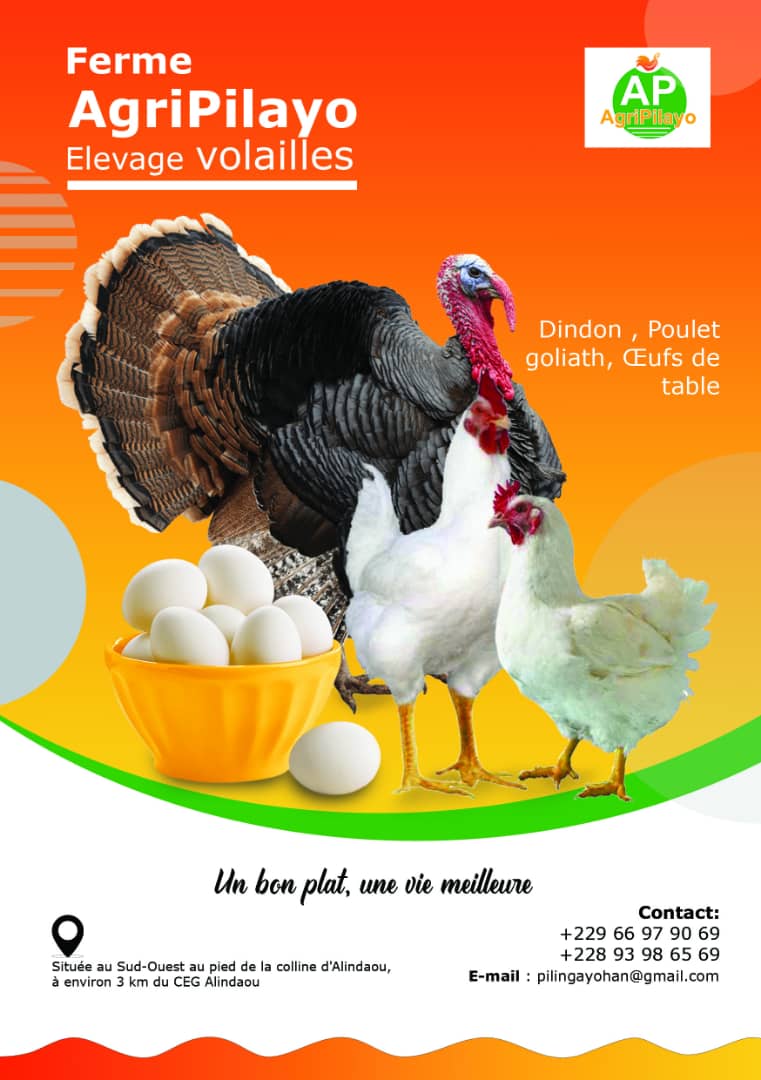 Ferme
AgriPilayo
Elevage volailles
AP
AgriPilayo
Dindon , Poulet
goliath, Œufs de
table
Un bon plat, une vie meilleure
Située au Sud-Ouest au pied de la colline d'Alindaou,
à environ 3 km du CEG Alindaou
Contact:
+229 66 97 90 69
+228 93 98 65 69
E-mail : pilingayohan@gmail.com